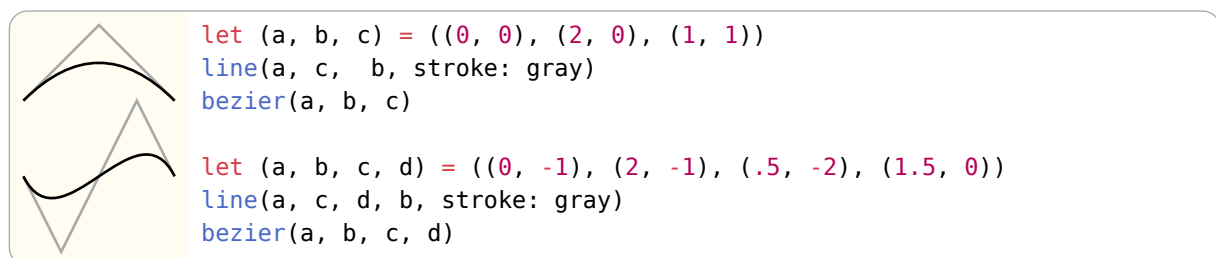 let (a, b, c) = ((0, 0), (2, 0), (1, 1))
line(a, c,  b, stroke: gray)
bezier(a, b, c)
let (a, b, c, d) = ((0, -1), (2, -1), (.5, -2), (1.5, 0))
line(a, c, d, b, stroke: gray)
bezier(a, b, c, d)